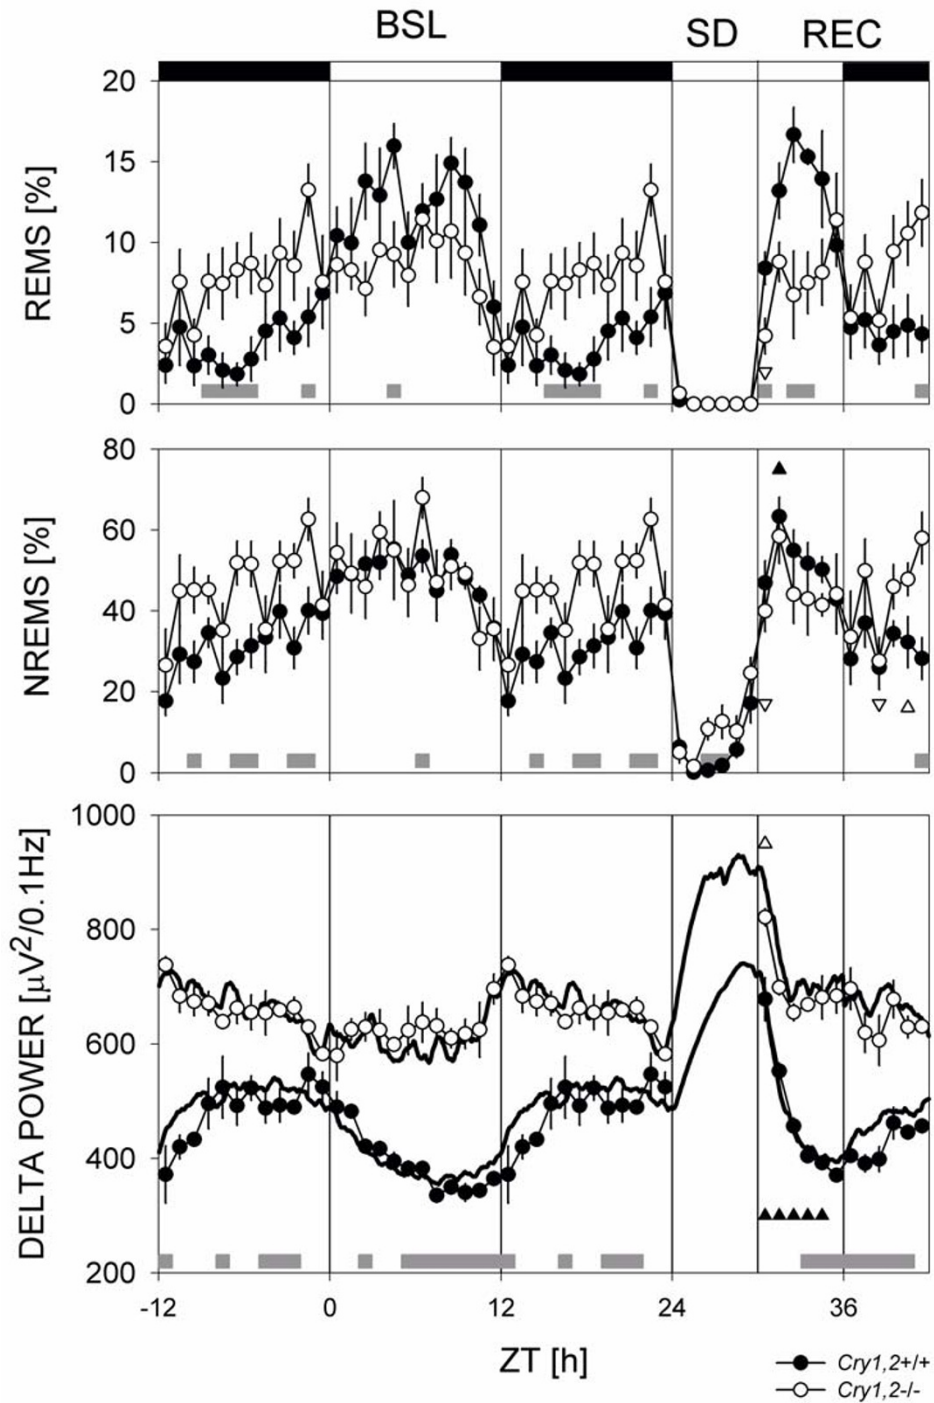 BSL SD REC
REMS [%]
20
15
10
5
0
NREMS [%]
80
60
40
20
0
DELTA POWER [μV²/0.1Hz]
1000
800
600
400
200
-12 0 12 24 36
ZT [h]
Cry1,2+/+
Cry1,2-/-